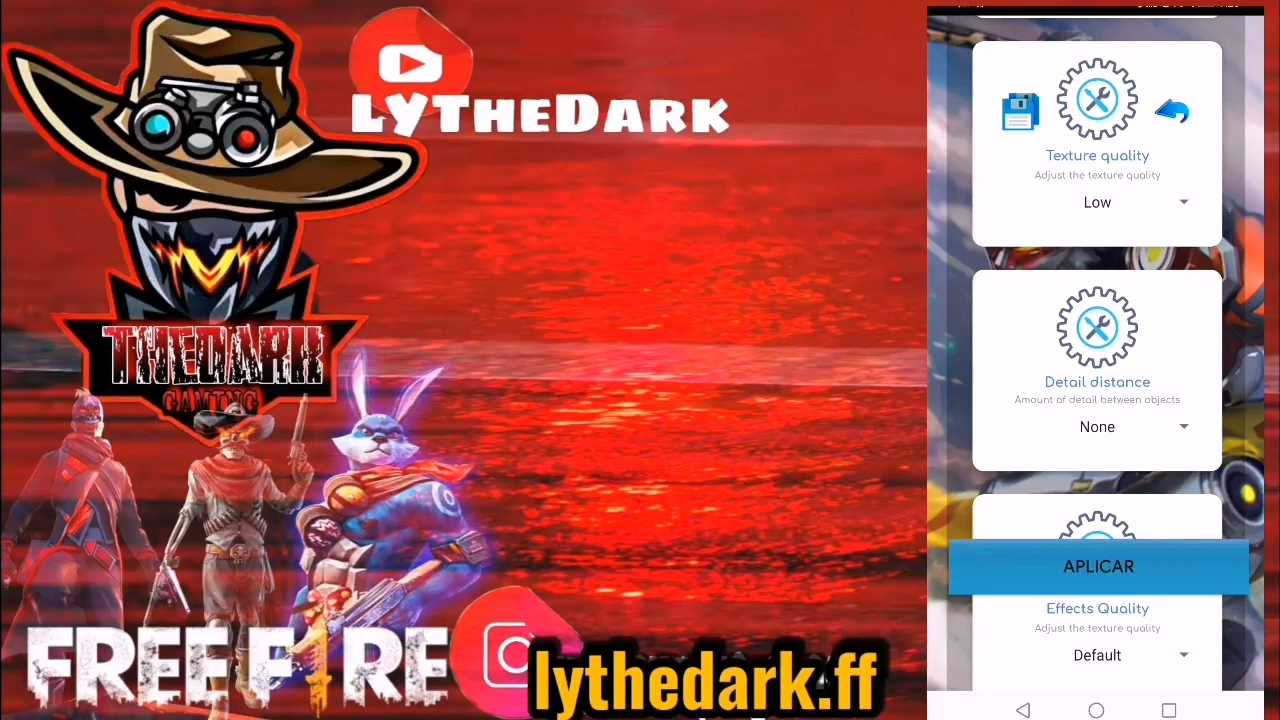 LYTHEDARK
THEDARK
GAMING
FREE FIRE
lythedark.ff
Texture quality
Adjust the texture quality
Low
Detail distance
Amount of detail between objects
None
APLICAR
Effects Quality
Adjust the texture quality
Default